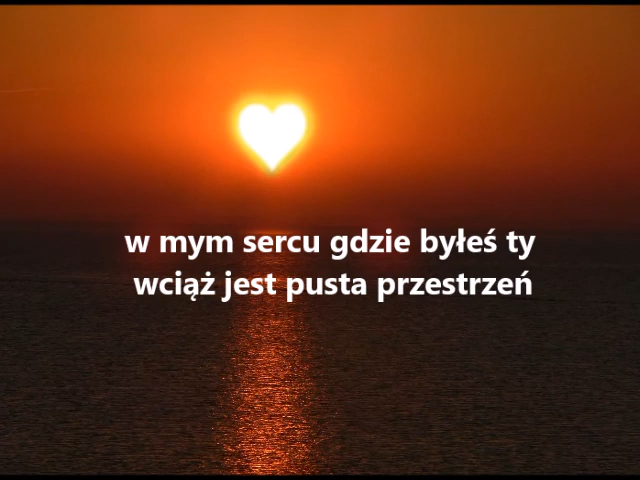 w mym sercu gdzie byłeś ty
wciąż jest pusta przestrzeń